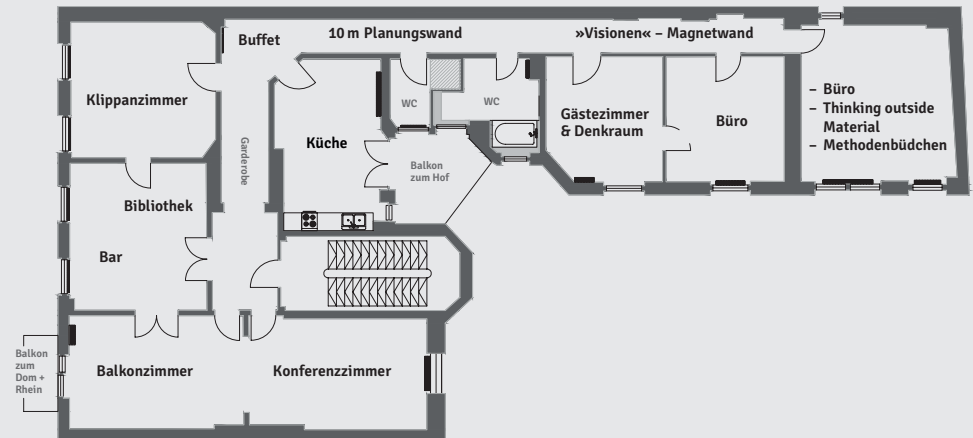 Buffet
10 m Planungswand
»Visionen« – Magnetwand
Klippanzimmer
Garderobe
Küche
WC
WC
Balkon
zum Hof
Gästezimmer
& Denkraum
Büro
– Büro
– Thinking outside
Material
– Methodenbüdchen
Bibliothek
Bar
Balkon
zum
Dom +
Rhein
Balkonzimmer
Konferenzzimmer